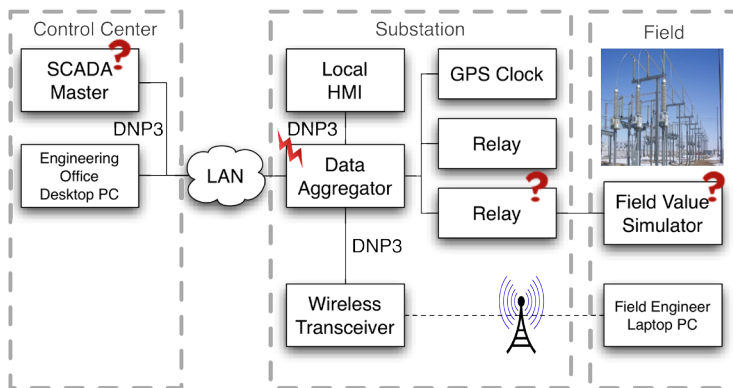 Control Center
Substation
Field
SCADA
Master
?
DNP3
Engineering
Office
Desktop PC
LAN
Local
HMI
DNP3
Data
Aggregator
DNP3
Wireless
Transceiver
GPS Clock
Relay
Relay
?
Field Value
Simulator
?
Field Engineer
Laptop PC